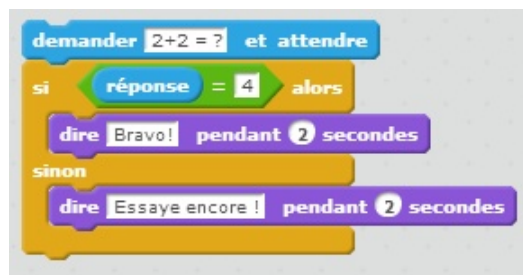 demander 2+2 = ? et attendre
si réponse = 4 alors
dire Bravo! pendant 2 secondes
sinon
dire Essaye encore ! pendant 2 secondes